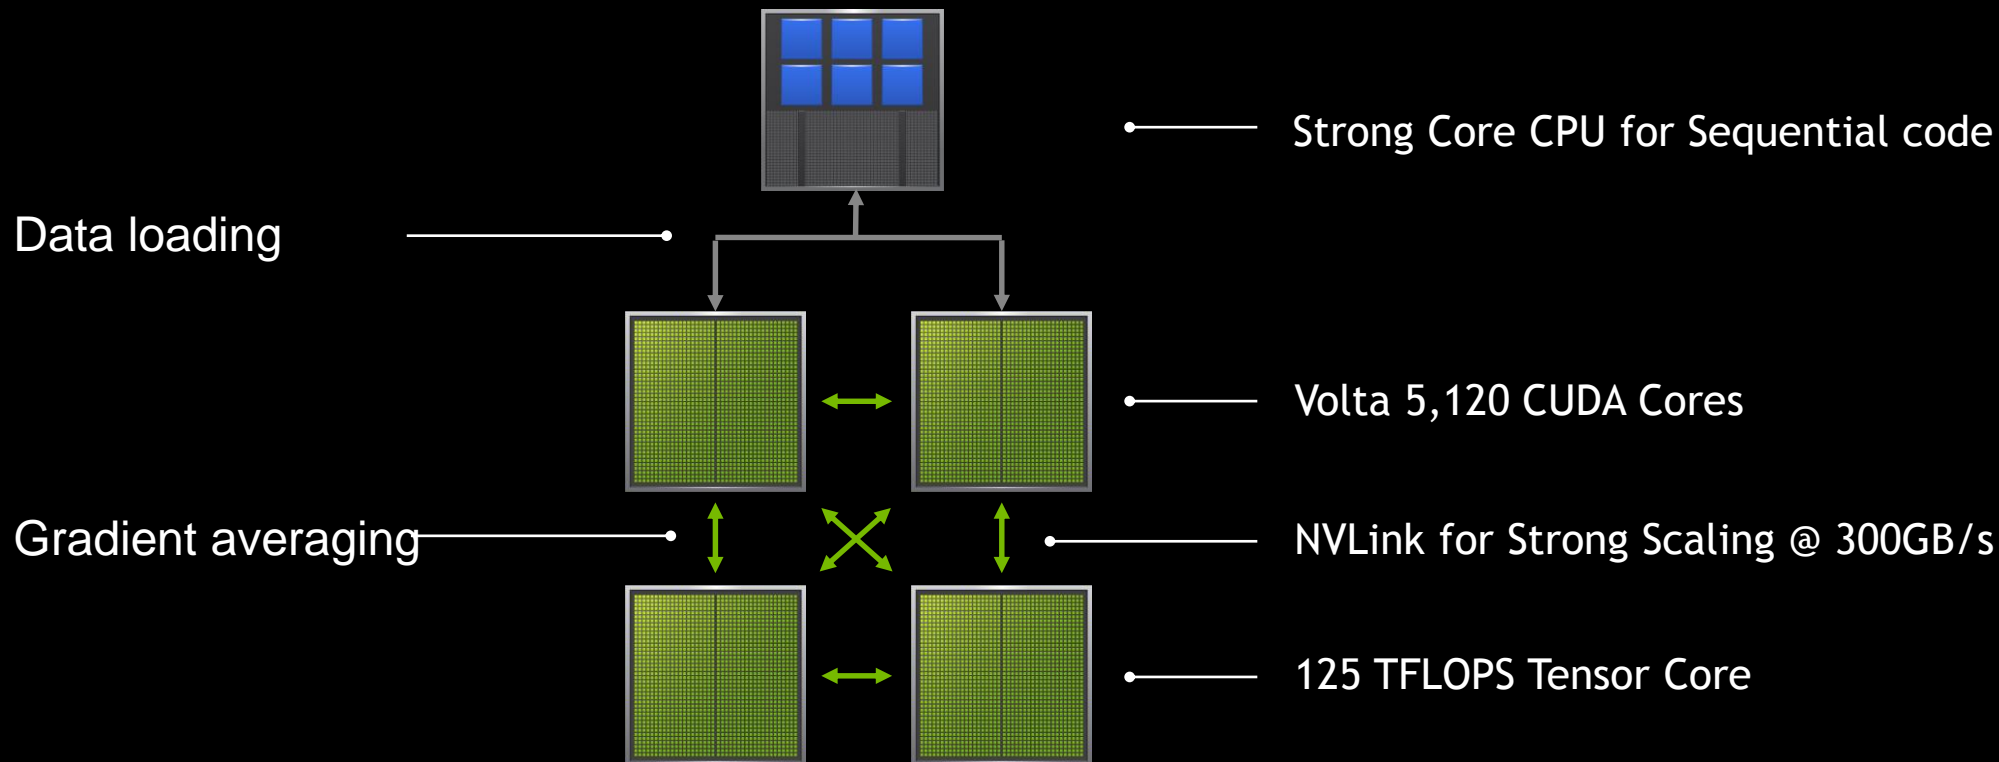 Strong Core CPU for Sequential code
Data loading
Volta 5,120 CUDA Cores
Gradient averaging
NVLink for Strong Scaling @ 300GB/s
125 TFLOPS Tensor Core